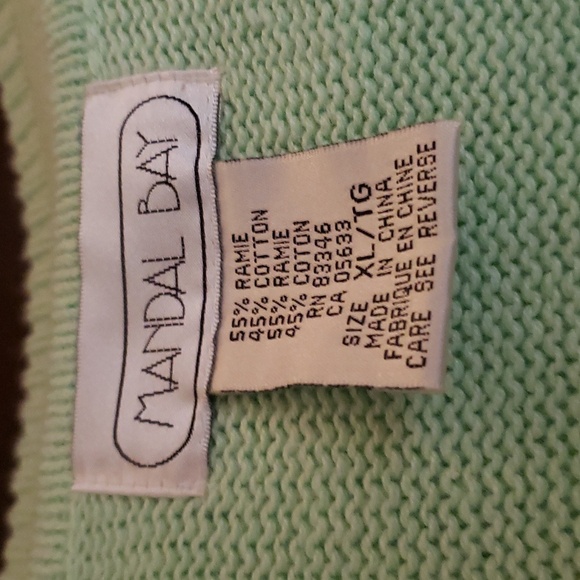 MANDAL BAY
55% RAMIE
45% COTTON
55% RAMIE
45% COTON
RN 83346
CA 05633
SIZE XL/TG
MADE IN CHINA
FABRIQUE EN CHINE
CARE SEE REVERSE